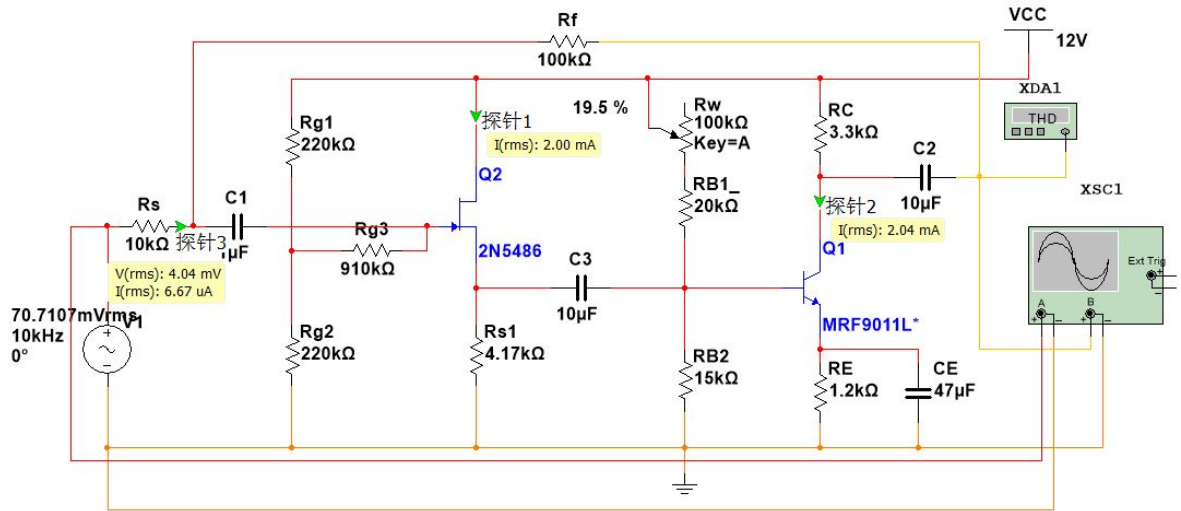 Rf
100kΩ
VCC
12V
XDA1
THD
Rg1
220kΩ
探针1
I(rms): 2.00 mA
19.5 %
Rw
100kΩ
Key=A
RC
3.3kΩ
C2
10µF
XSC1
Q2
RB1_
20kΩ
探针2
I(rms): 2.04 mA
Rs
10kΩ
C1
1µF
探针3
V(rms): 4.04 mV
I(rms): 6.67 uA
Rg3
910kΩ
2N5486
C3
10µF
Q1
MRF9011L*
Ext Trig
A
B
70.7107mVrms
V1
10kHz
0°
Rg2
220kΩ
Rs1
4.17kΩ
RB2
15kΩ
RE
1.2kΩ
CE
47µF